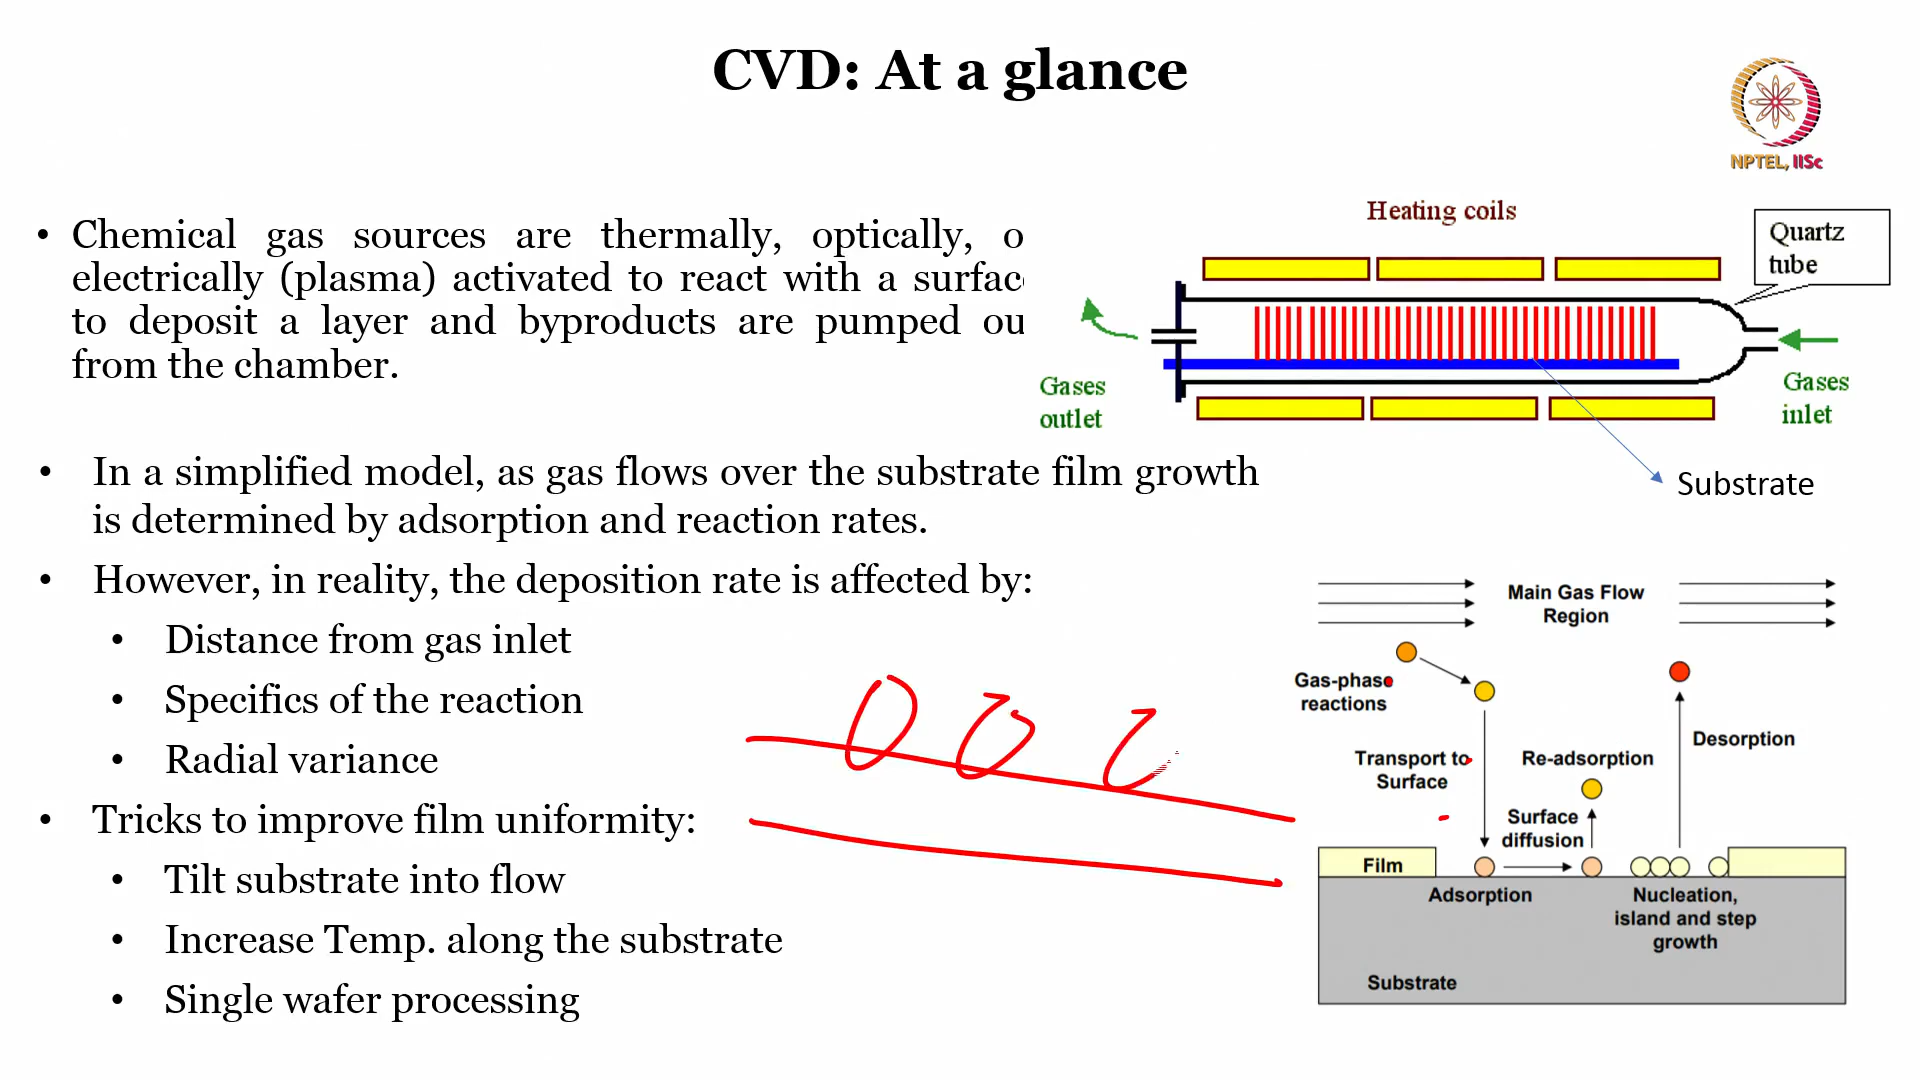 CVD: At a glance
NPTEL, IISc
• Chemical gas sources are thermally, optically, o
electrically (plasma) activated to react with a surfac
to deposit a layer and byproducts are pumped ou
from the chamber.
Heating coils
Quartz
tube
Gases
outlet
Gases
inlet
Substrate
• In a simplified model, as gas flows over the substrate film growth
is determined by adsorption and reaction rates.
• However, in reality, the deposition rate is affected by:
• Distance from gas inlet
• Specifics of the reaction
• Radial variance
• Tricks to improve film uniformity:
• Tilt substrate into flow
• Increase Temp. along the substrate
• Single wafer processing
Main Gas Flow
Region
Gas-phase
reactions
Transport to
Surface
Re-adsorption
Desorption
Surface
diffusion
Film
Adsorption
Nucleation,
island and step
growth
Substrate